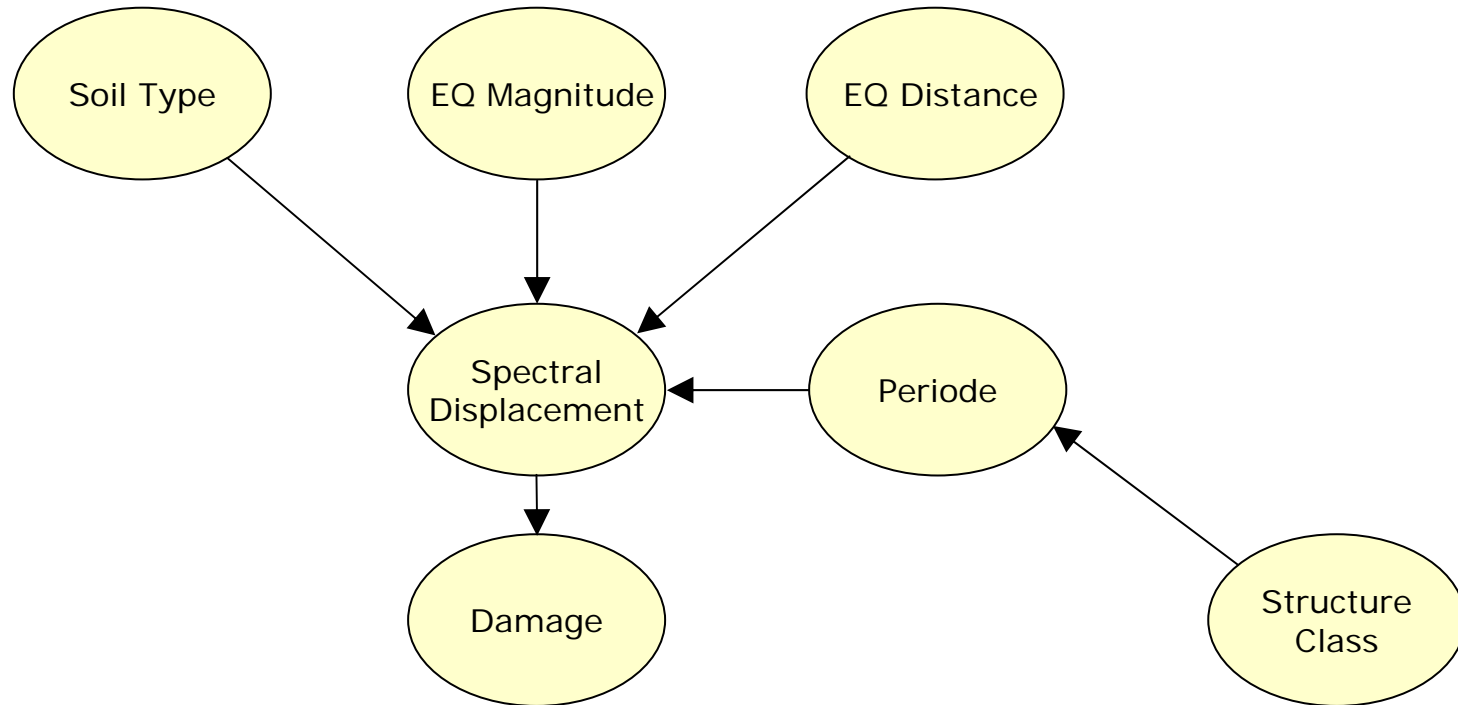 Soil Type
EQ Magnitude
EQ Distance
Spectral
Displacement
Periode
Damage
Structure
Class